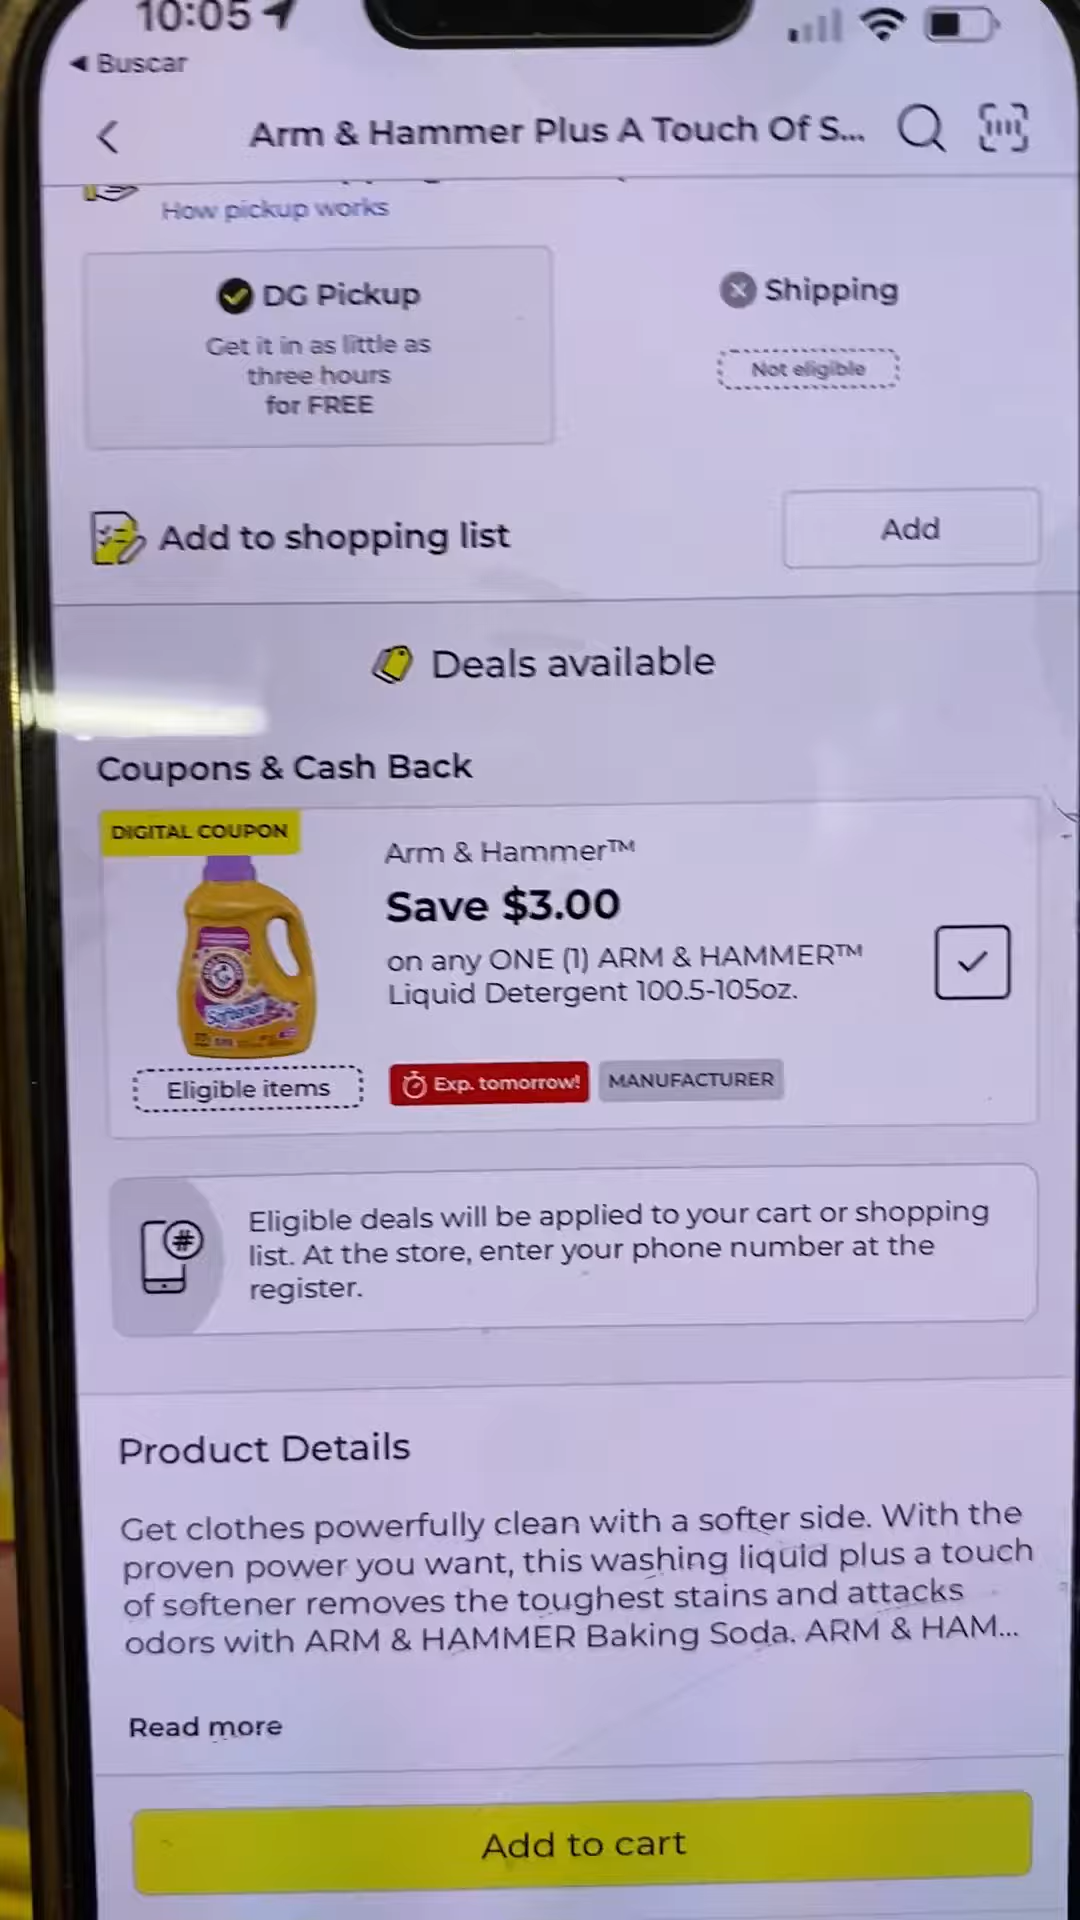 10:05
◀ Buscar
Arm & Hammer Plus A Touch Of S...
How pickup works
DG Pickup
Get it in as little as
three hours
for FREE
Shipping
Not eligible
Add to shopping list
Add
Deals available
Coupons & Cash Back
DIGITAL COUPON
Arm & Hammer™
Save $3.00
on any ONE (1) ARM & HAMMER™
Liquid Detergent 100.5-105oz.
Softener
Eligible items
Exp. tomorrow!
MANUFACTURER
#
Eligible deals will be applied to your cart or shopping
list. At the store, enter your phone number at the
register.
Product Details
Get clothes powerfully clean with a softer side. With the
proven power you want, this washing liquid plus a touch
of softener removes the toughest stains and attacks
odors with ARM & HAMMER Baking Soda. ARM & HAM...
Read more
Add to cart